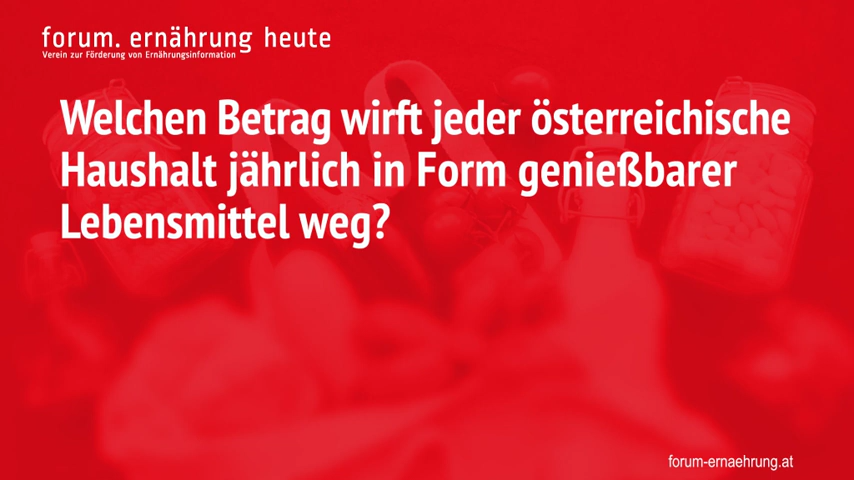 forum. ernährung heute
Verein zur Förderung von Ernährungsinformation
Welchen Betrag wirft jeder österreichische
Haushalt jährlich in Form genießbarer
Lebensmittel weg?
forum-ernaehrung.at